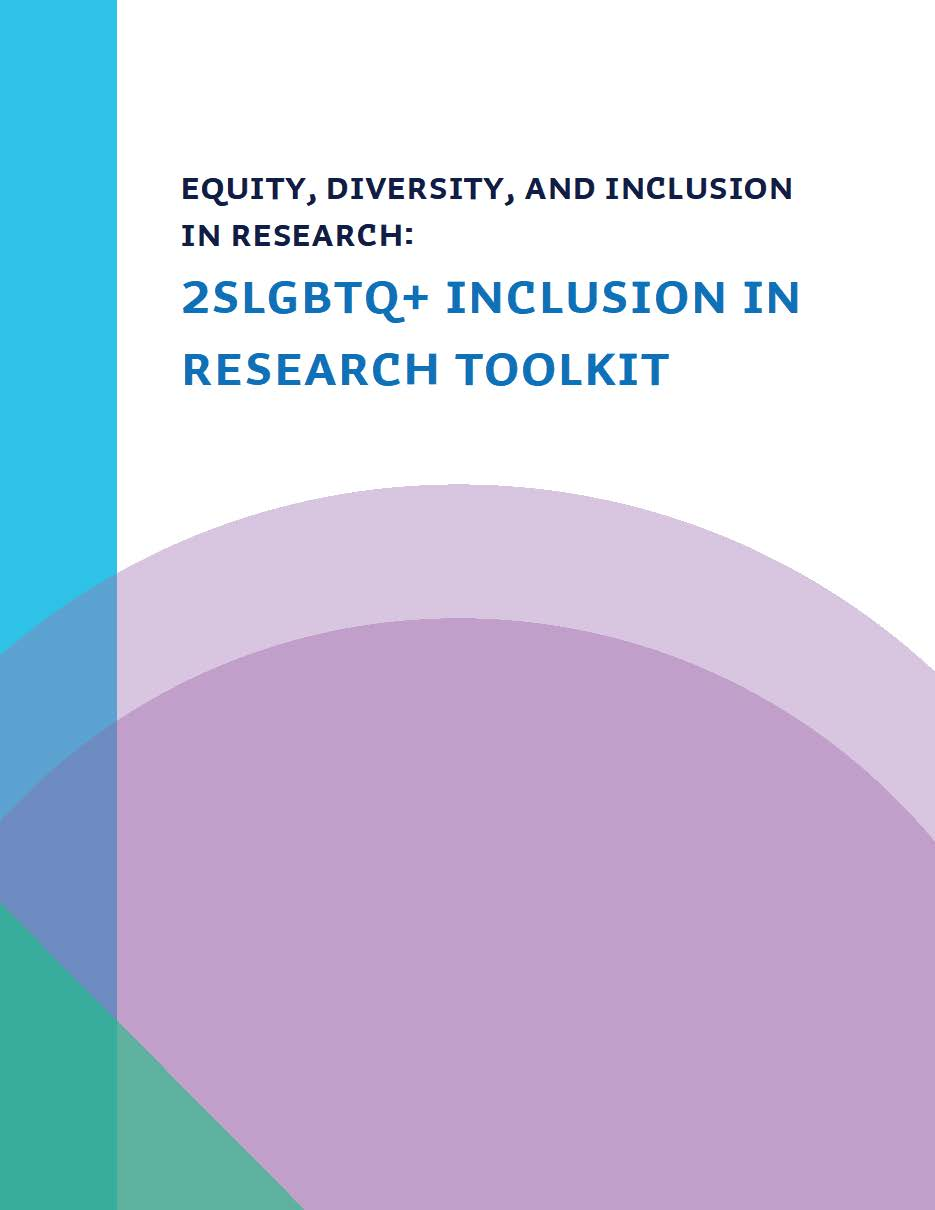 EQUITY, DIVERSITY, AND INCLUSION
IN RESEARCH:
2SLGBTQ+ INCLUSION IN
RESEARCH TOOLKIT